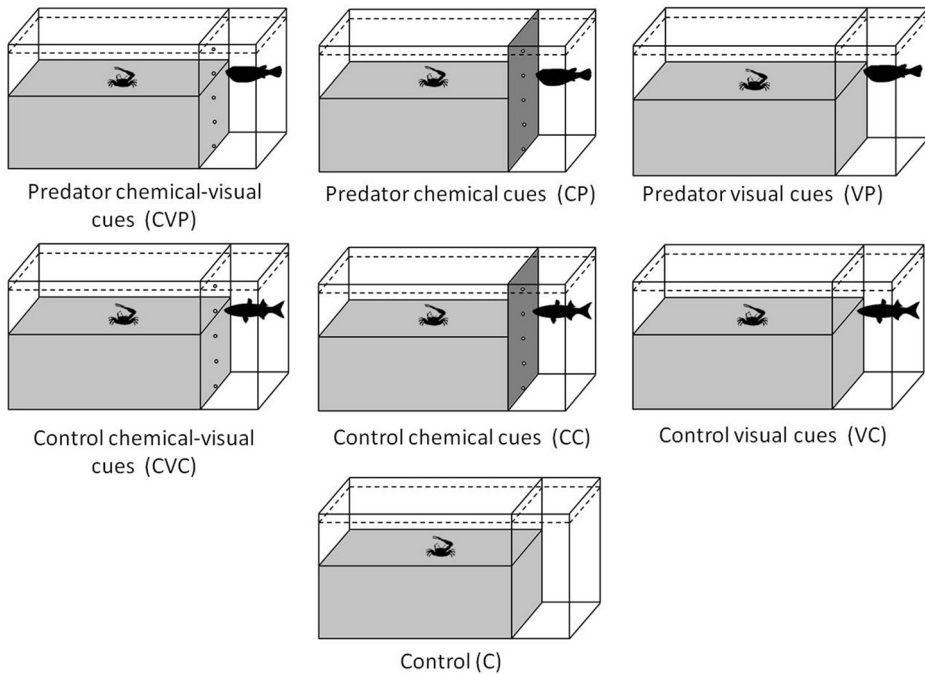 Predator chemical-visual
cues (CVP)
Predator chemical cues (CP)
Predator visual cues (VP)
Control chemical-visual
cues (CVC)
Control chemical cues (CC)
Control visual cues (VC)
Control (C)